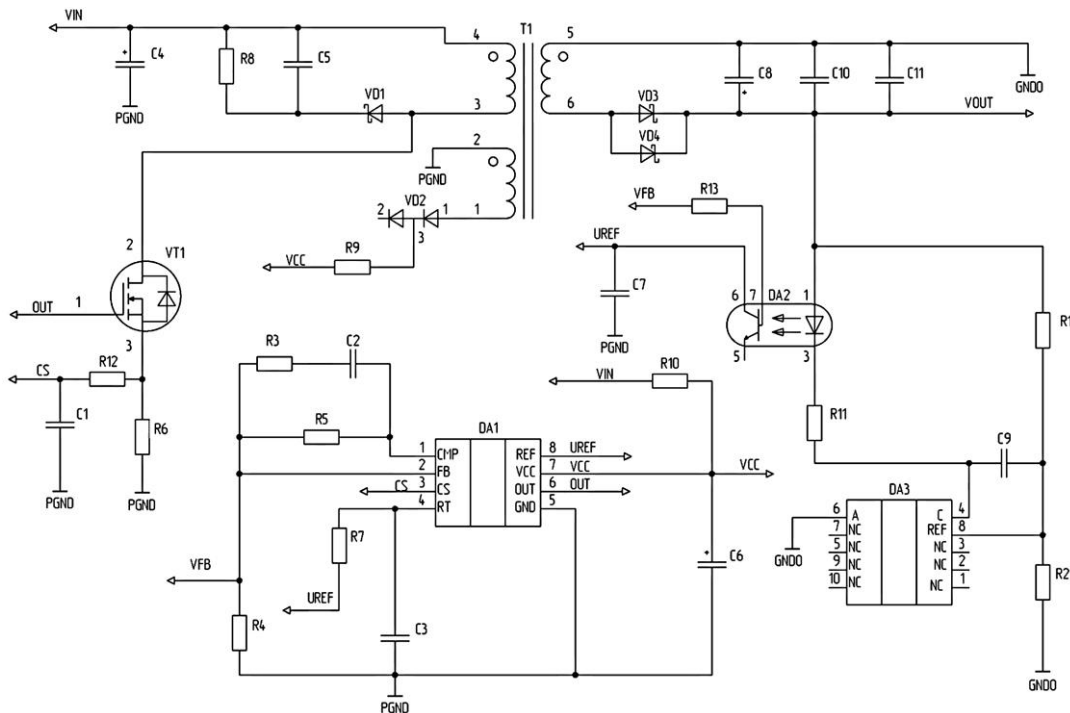 VIN
T1
4
5
C4
R8
C5
C8
C10
C11
GND0
VD1
3
6
VD3
VOUT
PGND
VD4
2
PGND
VFB
R13
VD2
2
1
1
3
UREF
R9
VCC
2
VT1
C7
6
7
DA2
1
OUT
1
PGND
5
3
R1
3
R3
C2
VIN
R10
CS
R12
C1
R6
R5
DA1
R11
1
CMP
REF
8
UREF
C9
2
FB
VCC
7
VCC
VCC
CS
3
CS
OUT
6
OUT
4
RT
GND
5
PGND
PGND
DA3
6
A
C
4
7
NC
REF
8
5
NC
NC
3
9
NC
NC
2
10
NC
NC
1
GND0
R7
C6
VFB
UREF
R2
R4
C3
PGND
GND0